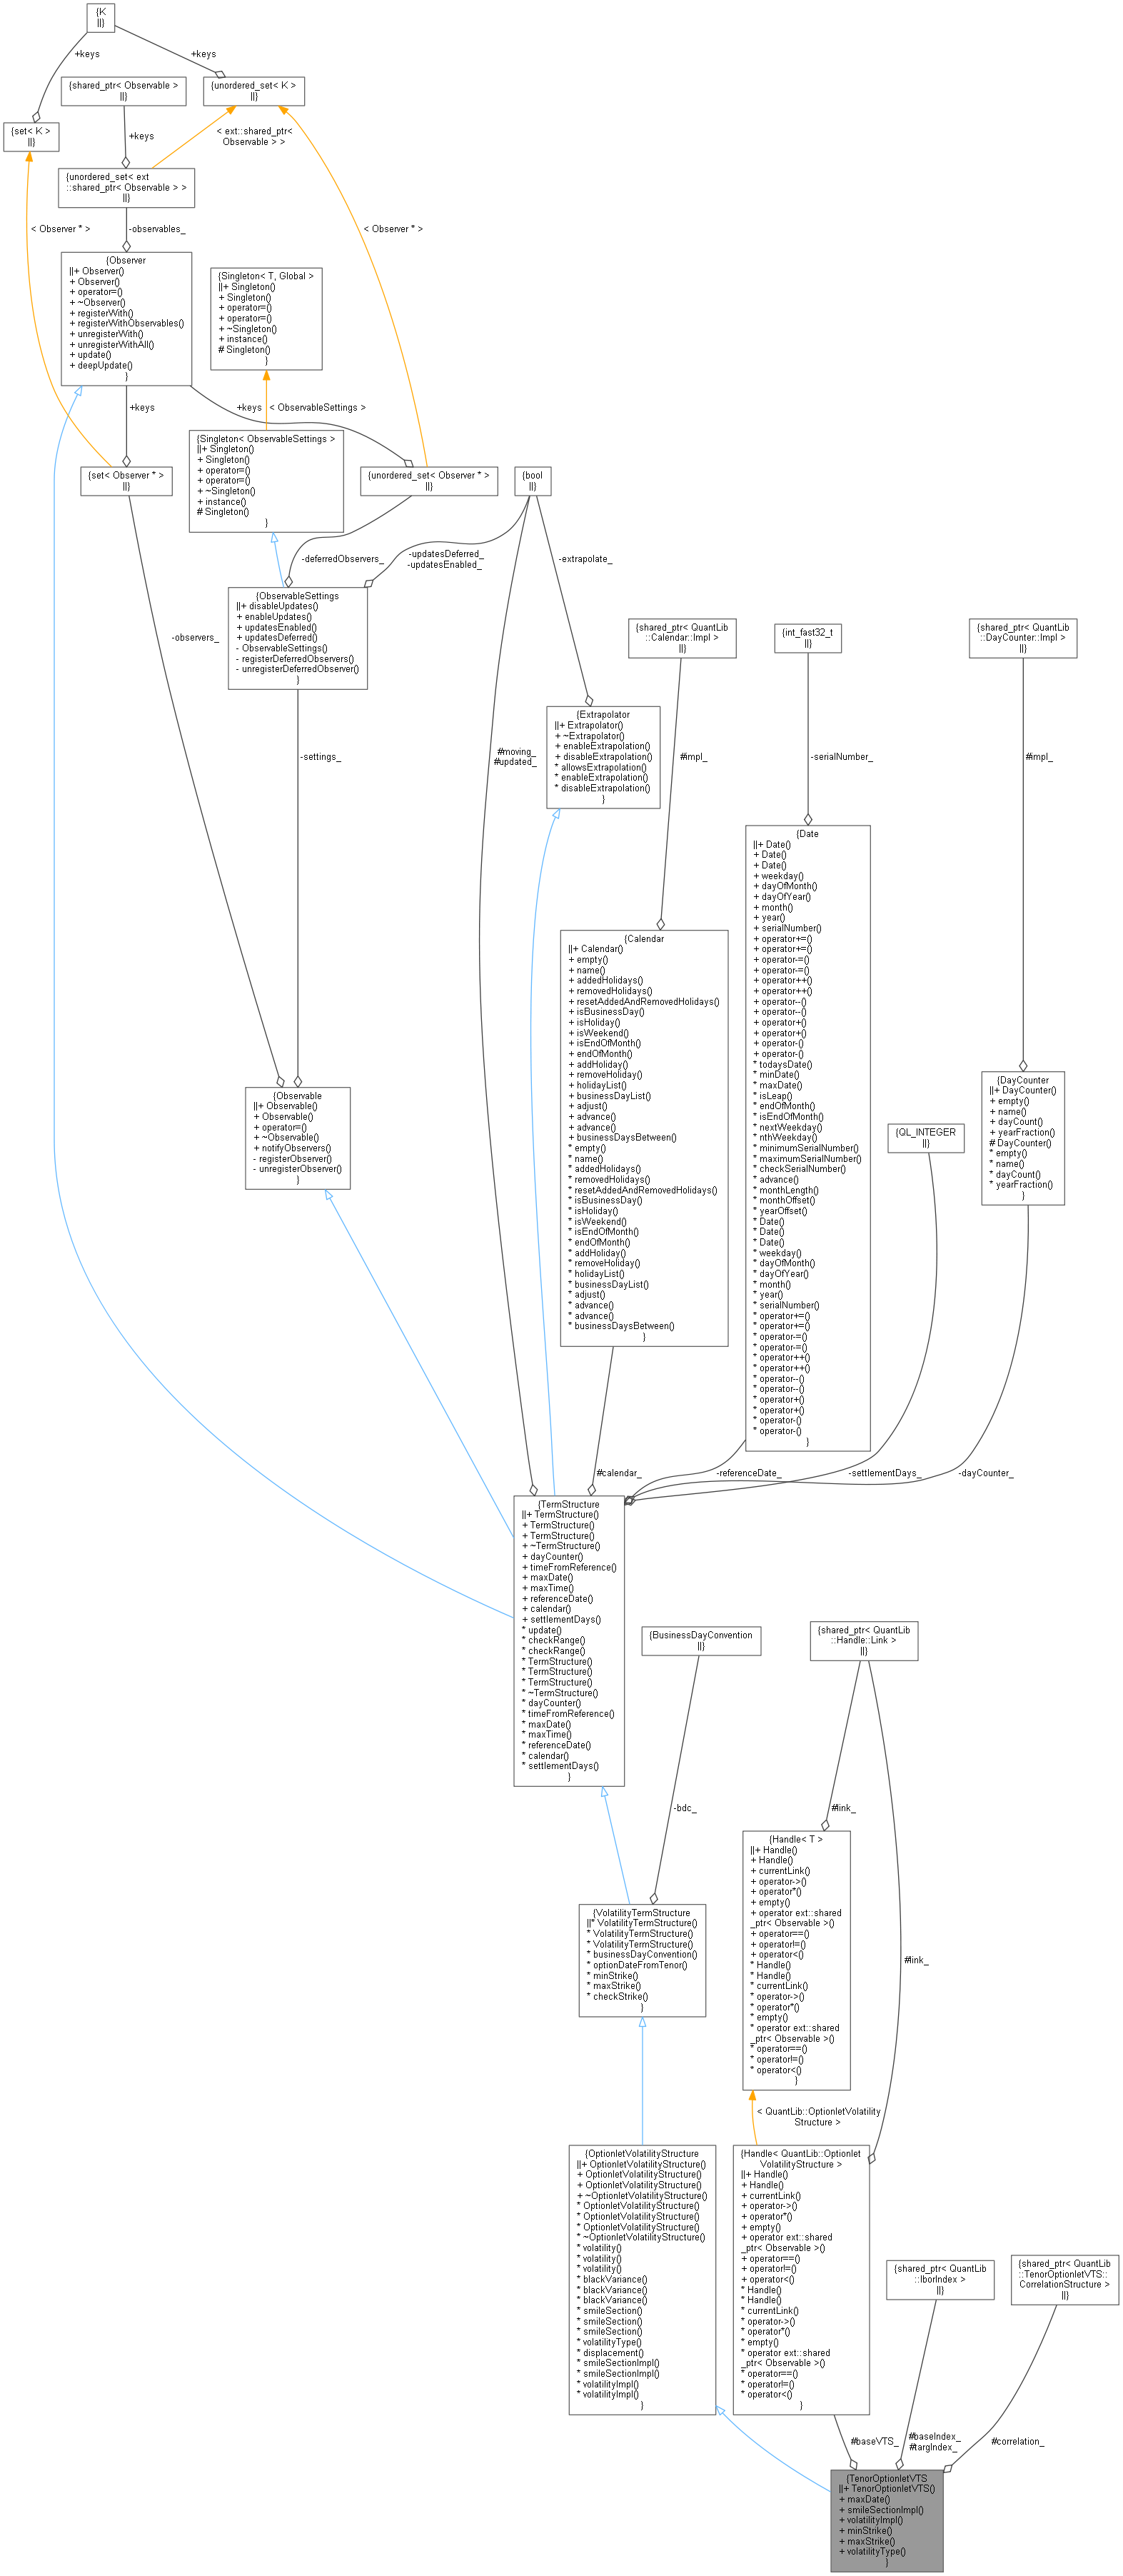 {K
||}
+keys
+keys
{shared_ptr< Observable >
||}
{unordered_set< K >
||}
{set< K >
||}
+keys
< ext::shared_ptr<
Observable > >
{unordered_set< ext
::shared_ptr< Observable > >
||}
< Observer * >
-observables_
< Observer * >
{Observer
||+ Observer()
+ Observer()
+ operator=()
+ ~Observer()
+ registerWith()
+ registerWithObservables()
+ unregisterWith()
+ unregisterWithAll()
+ update()
+ deepUpdate()
}
{Singleton< T, Global >
||+ Singleton()
+ Singleton()
+ operator=()
+ operator=()
+ ~Singleton()
+ instance()
# Singleton()
}
+keys
+keys
< ObservableSettings >
{Singleton< ObservableSettings >
||+ Singleton()
+ Singleton()
+ operator=()
+ operator=()
+ ~Singleton()
+ instance()
# Singleton()
}
{set< Observer * >
||}
{unordered_set< Observer * >
||}
{bool
||}
-deferredObservers_
-updatesDeferred_
-updatesEnabled_
-extrapolate_
{ObservableSettings
||+ disableUpdates()
+ enableUpdates()
+ updatesEnabled()
+ updatesDeferred()
- ObservableSettings()
- registerDeferredObservers()
- unregisterDeferredObserver()
}
-observers_
{shared_ptr< QuantLib
::Calendar::Impl >
||}
{int_fast32_t
||}
{shared_ptr< QuantLib
::DayCounter::Impl >
||}
{Extrapolator
||+ Extrapolator()
+ ~Extrapolator()
+ enableExtrapolation()
+ disableExtrapolation()
* allowsExtrapolation()
* enableExtrapolation()
* disableExtrapolation()
}
-settings_
#moving_
#updated_
#impl_
-serialNumber_
#impl_
{Date
||+ Date()
+ Date()
+ Date()
+ weekday()
+ dayOfMonth()
+ dayOfYear()
+ month()
+ year()
+ serialNumber()
+ operator+=()
+ operator+=()
+ operator-=()
+ operator-=()
+ operator++()
+ operator++()
+ operator--()
+ operator--()
+ operator+()
+ operator+()
+ operator-()
+ operator-()
* todaysDate()
* minDate()
* maxDate()
* isLeap()
* endOfMonth()
* isEndOfMonth()
* nextWeekday()
* nthWeekday()
* minimumSerialNumber()
* maximumSerialNumber()
* checkSerialNumber()
* advance()
* monthLength()
* monthOffset()
* yearOffset()
* Date()
* Date()
* Date()
* weekday()
* dayOfMonth()
* dayOfYear()
* month()
* year()
* serialNumber()
* operator+=()
* operator+=()
* operator-=()
* operator-=()
* operator++()
* operator++()
* operator--()
* operator--()
* operator+()
* operator+()
* operator-()
* operator-()
}
{Calendar
||+ Calendar()
+ empty()
+ name()
+ addedHolidays()
+ removedHolidays()
+ resetAddedAndRemovedHolidays()
+ isBusinessDay()
+ isHoliday()
+ isWeekend()
+ isEndOfMonth()
+ endOfMonth()
+ addHoliday()
+ removeHoliday()
+ holidayList()
+ businessDayList()
+ adjust()
+ advance()
+ advance()
+ businessDaysBetween()
* empty()
* name()
* addedHolidays()
* removedHolidays()
* resetAddedAndRemovedHolidays()
* isBusinessDay()
* isHoliday()
* isWeekend()
* isEndOfMonth()
* endOfMonth()
* addHoliday()
* removeHoliday()
* holidayList()
* businessDayList()
* adjust()
* advance()
* advance()
* businessDaysBetween()
}
{DayCounter
||+ DayCounter()
+ empty()
+ name()
+ dayCount()
+ yearFraction()
# DayCounter()
* empty()
* name()
* dayCount()
* yearFraction()
}
{Observable
||+ Observable()
+ Observable()
+ operator=()
+ ~Observable()
+ notifyObservers()
- registerObserver()
- unregisterObserver()
}
{QL_INTEGER
||}
#calendar_
-referenceDate_
-settlementDays_
-dayCounter_
{TermStructure
||+ TermStructure()
+ TermStructure()
+ TermStructure()
+ ~TermStructure()
+ dayCounter()
+ timeFromReference()
+ maxDate()
+ maxTime()
+ referenceDate()
+ calendar()
+ settlementDays()
* update()
* checkRange()
* checkRange()
* TermStructure()
* TermStructure()
* TermStructure()
* ~TermStructure()
* dayCounter()
* timeFromReference()
* maxDate()
* maxTime()
* referenceDate()
* calendar()
* settlementDays()
}
{BusinessDayConvention
||}
{shared_ptr< QuantLib
::Handle::Link >
||}
-bdc_
#link_
{Handle< T >
||+ Handle()
+ Handle()
+ currentLink()
+ operator->()
+ operator*()
+ empty()
+ operator ext::shared
_ptr< Observable >()
+ operator==()
+ operator!=()
+ operator<()
* Handle()
* Handle()
* currentLink()
* operator->()
* operator*()
* empty()
* operator ext::shared
_ptr< Observable >()
* operator==()
* operator!=()
* operator<()
}
{VolatilityTermStructure
||* VolatilityTermStructure()
* VolatilityTermStructure()
* VolatilityTermStructure()
* businessDayConvention()
* optionDateFromTenor()
* minStrike()
* maxStrike()
* checkStrike()
}
#link_
< QuantLib::OptionletVolatility
Structure >
{OptionletVolatilityStructure
||+ OptionletVolatilityStructure()
+ OptionletVolatilityStructure()
+ OptionletVolatilityStructure()
+ ~OptionletVolatilityStructure()
* OptionletVolatilityStructure()
* OptionletVolatilityStructure()
* OptionletVolatilityStructure()
* ~OptionletVolatilityStructure()
* volatility()
* volatility()
* volatility()
* blackVariance()
* blackVariance()
* blackVariance()
* smileSection()
* smileSection()
* smileSection()
* volatilityType()
* displacement()
* smileSectionImpl()
* smileSectionImpl()
* volatilityImpl()
* volatilityImpl()
}
{Handle< QuantLib::Optionlet
VolatilityStructure >
||+ Handle()
+ Handle()
+ currentLink()
+ operator->()
+ operator*()
+ empty()
+ operator ext::shared
_ptr< Observable >()
+ operator==()
+ operator!=()
+ operator<()
* Handle()
* Handle()
* currentLink()
* operator->()
* operator*()
* empty()
* operator ext::shared
_ptr< Observable >()
* operator==()
* operator!=()
* operator<()
}
{shared_ptr< QuantLib
::IborIndex >
||}
{shared_ptr< QuantLib
::TenorOptionletVTS::
CorrelationStructure >
||}
#baseVTS_
#baseIndex_
#targIndex_
#correlation_
{TenorOptionletVTS
||+ TenorOptionletVTS()
+ maxDate()
+ smileSectionImpl()
+ volatilityImpl()
+ minStrike()
+ maxStrike()
+ volatilityType()
}